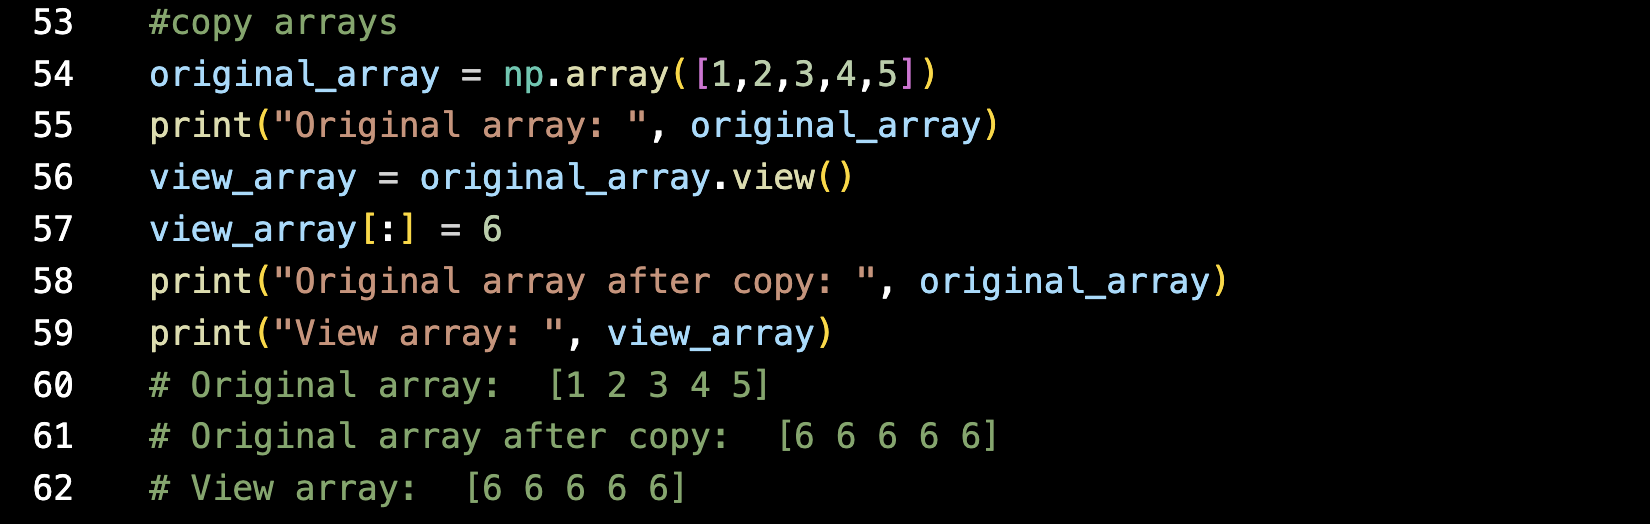 53 #copy arrays
54 original_array = np.array([1,2,3,4,5])
55 print("Original array: ", original_array)
56 view_array = original_array.view()
57 view_array[:] = 6
58 print("Original array after copy: ", original_array)
59 print("View array: ", view_array)
60 # Original array:  [1 2 3 4 5]
61 # Original array after copy:  [6 6 6 6 6]
62 # View array:  [6 6 6 6 6]